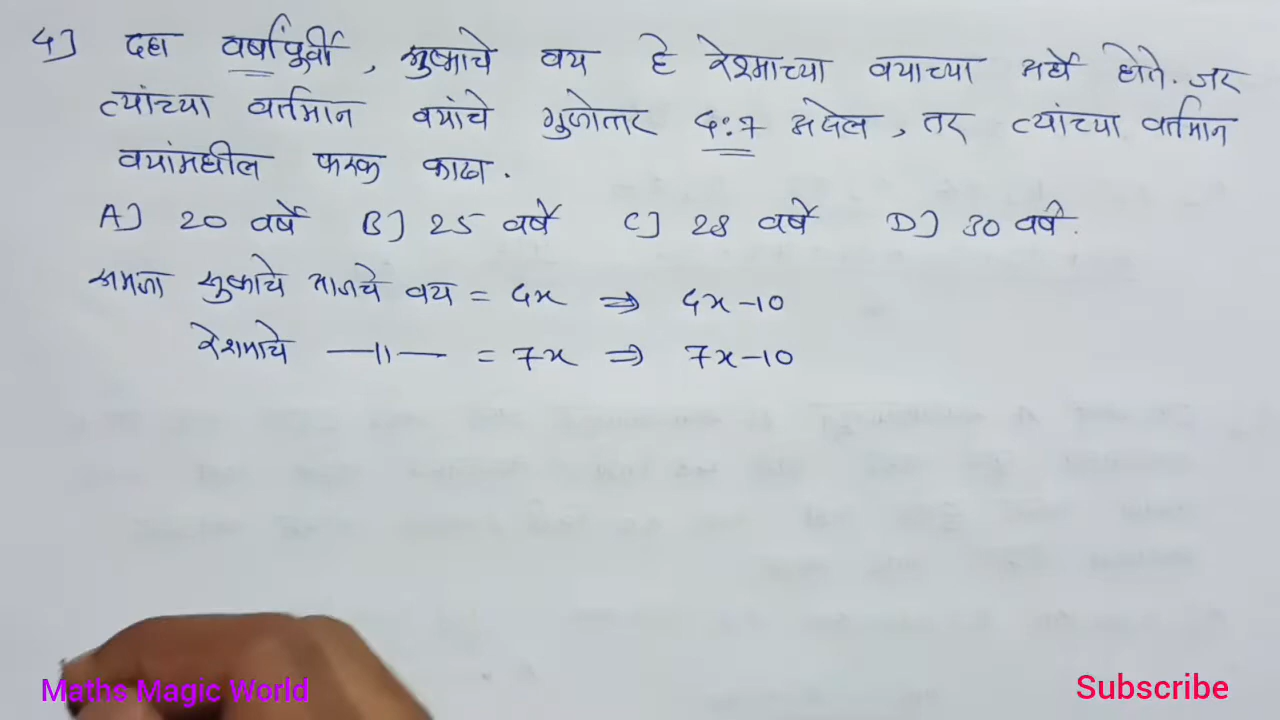 4] दहा वर्षांपूर्वी, सुष्माचे वय हे रेश्माच्या वयाच्या अर्धे होते. जर
त्यांच्या वर्तमान वयांचे गुणोत्तर 4:7 असेल, तर त्यांच्या वर्तमान
वयांमधील फरक काढा.
A] 20 वर्षे B] 25 वर्षे C] 28 वर्षे D] 30 वर्षे.
समजा सुष्माचे आजचे वय = 4x ⇒ 4x-10
रेशमाचे —॥— = 7x ⇒ 7x-10
Maths Magic World
Subscribe